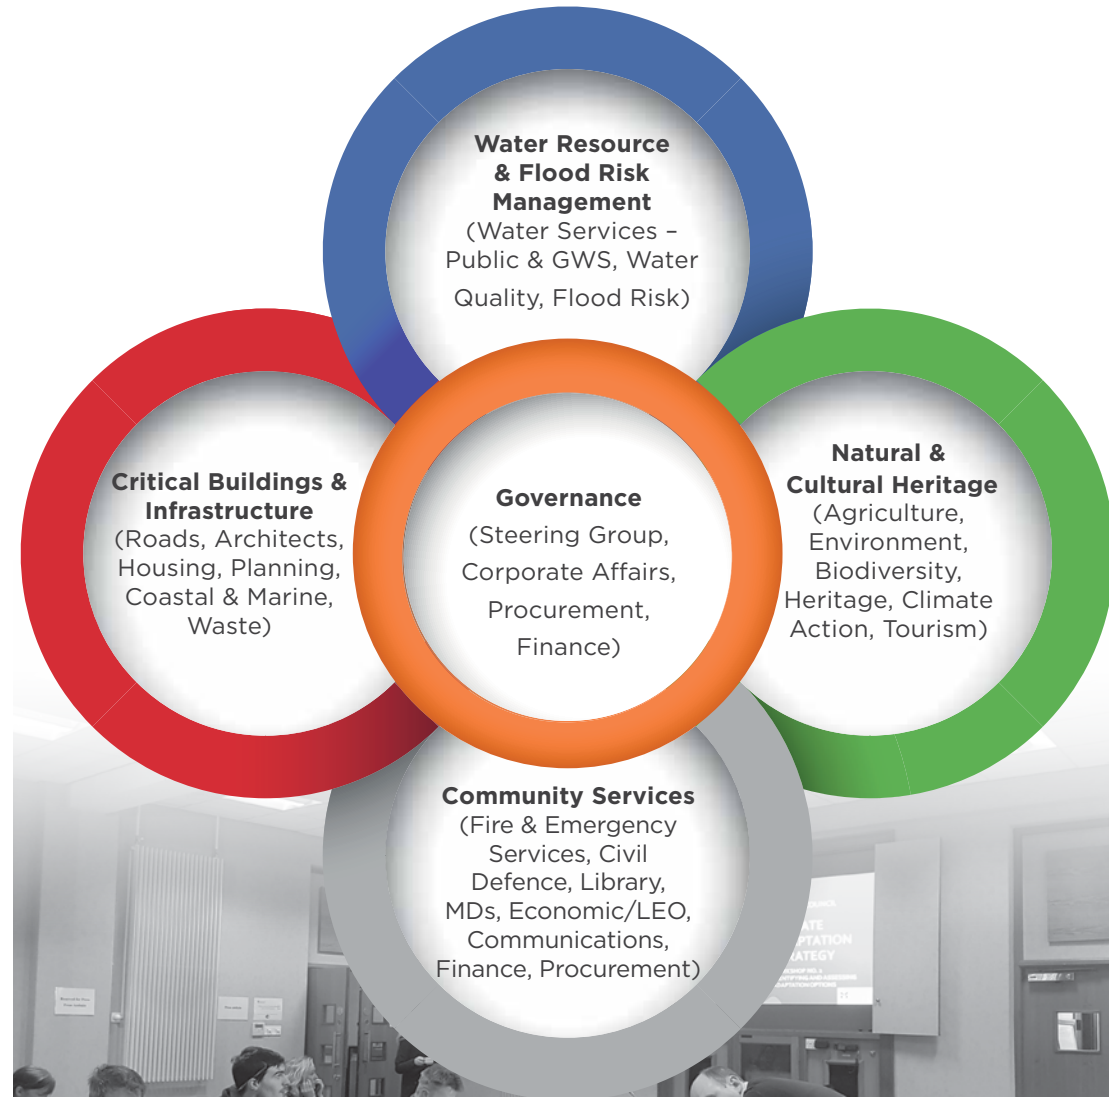 Water Resource
& Flood Risk
Management
(Water Services –
Public & GWS, Water
Quality, Flood Risk)
Critical Buildings &
Infrastructure
(Roads, Architects,
Housing, Planning,
Coastal & Marine,
Waste)
Governance
(Steering Group,
Corporate Affairs,
Procurement,
Finance)
Natural &
Cultural Heritage
(Agriculture,
Environment,
Biodiversity,
Heritage, Climate
Action, Tourism)
Community Services
(Fire & Emergency
Services, Civil
Defence, Library,
MDs, Economic/LEO,
Communications,
Finance, Procurement)